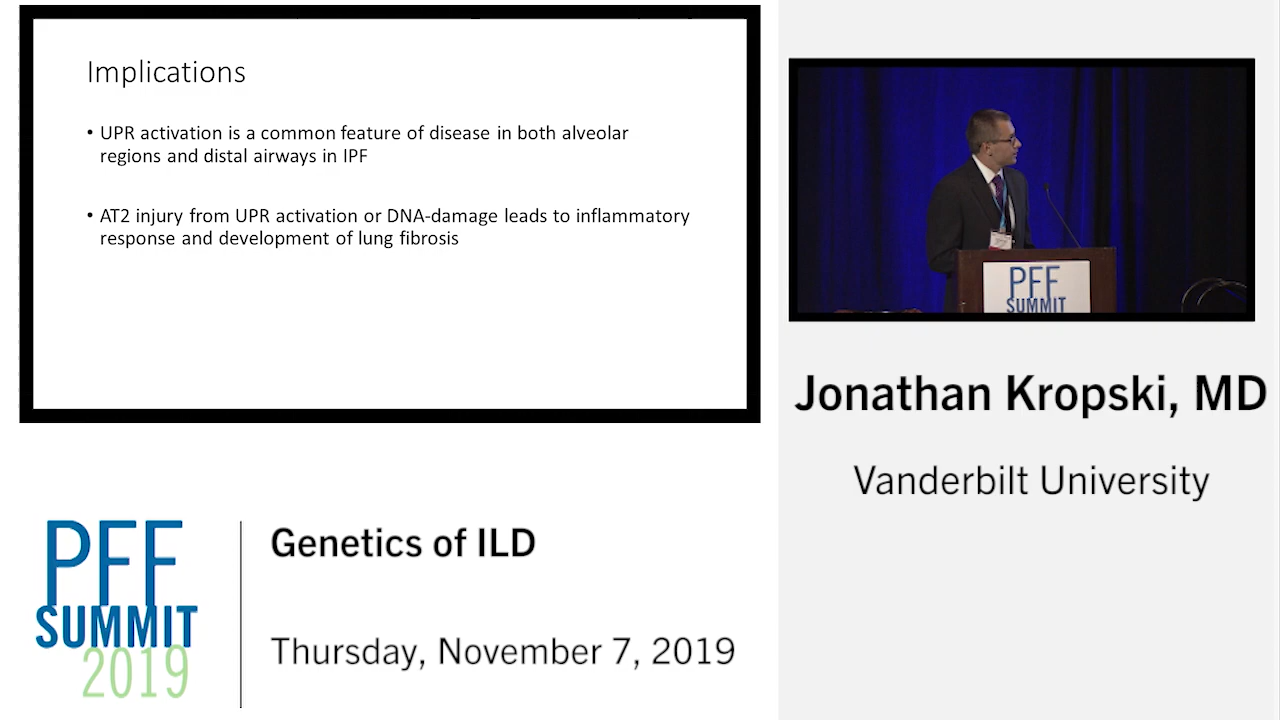 Implications
• UPR activation is a common feature of disease in both alveolar
regions and distal airways in IPF
• AT2 injury from UPR activation or DNA-damage leads to inflammatory
response and development of lung fibrosis
PFF
SUMMIT
Jonathan Kropski, MD
Vanderbilt University
PFF
SUMMIT
2019
Genetics of ILD
Thursday, November 7, 2019